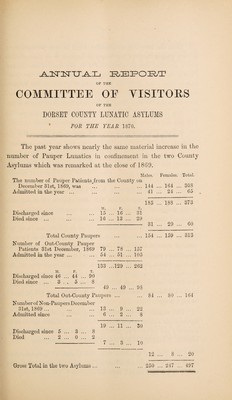 ANNUAL REPORT
OF THE
COMMITTEE OF VISITORS
OF THE
DORSET COUNTY LUNATIC ASYLUMS
FOR THE YEAR 1870.
The past year shows nearly the same material increase in the
number of Pauper Lunatics in confinement in the two County
Asylums which was remarked at the close of 1869.
Males. Females. Total.
The number of Pauper Patients from the County on
December 31st, 1869, was ... ... ... 144 ... 164 ... 308
Admitted in the year ... ... ... ... 41 ... 24 ... 65
185 ... 188 ... 373
M. F. T.
Discharged since ... ... 15 ... 16 ... 31
Died since ... ... ... 16 ... 13 ... 29
31 ... 29 ... 60
Total County Paupers ... ... 154 ... 159 ... 313
Number of Out-County Pauper
Patients 31st December, 1869 79 ... 78 ... 157
Admitted in the year ... ... 54 ... 51 ... 105
133 ...129 ... 262
M. F. T.
Discharged since 46 ... 44 ... 90
Died since ... 3 ... 5 ... 8
49 ... 49 ... 98
Total Out-County Paupers ... ... 84 ... 80 ... 164
Number of Non-Paupers December
31st, 1869 ... ... ... 13 ... 9 ... 22
Admitted since ... ... 6 ... 2 ... 8
19 ... 11 ... 30
Discharged since 5 ... 3 ... 8
Died ... 2 ... 0 ... 2
7 ... 3 ... 10
12 ... 8 ... 20
Gross Total in the two Asylums ... ... ... 250 ... 247 ... 497